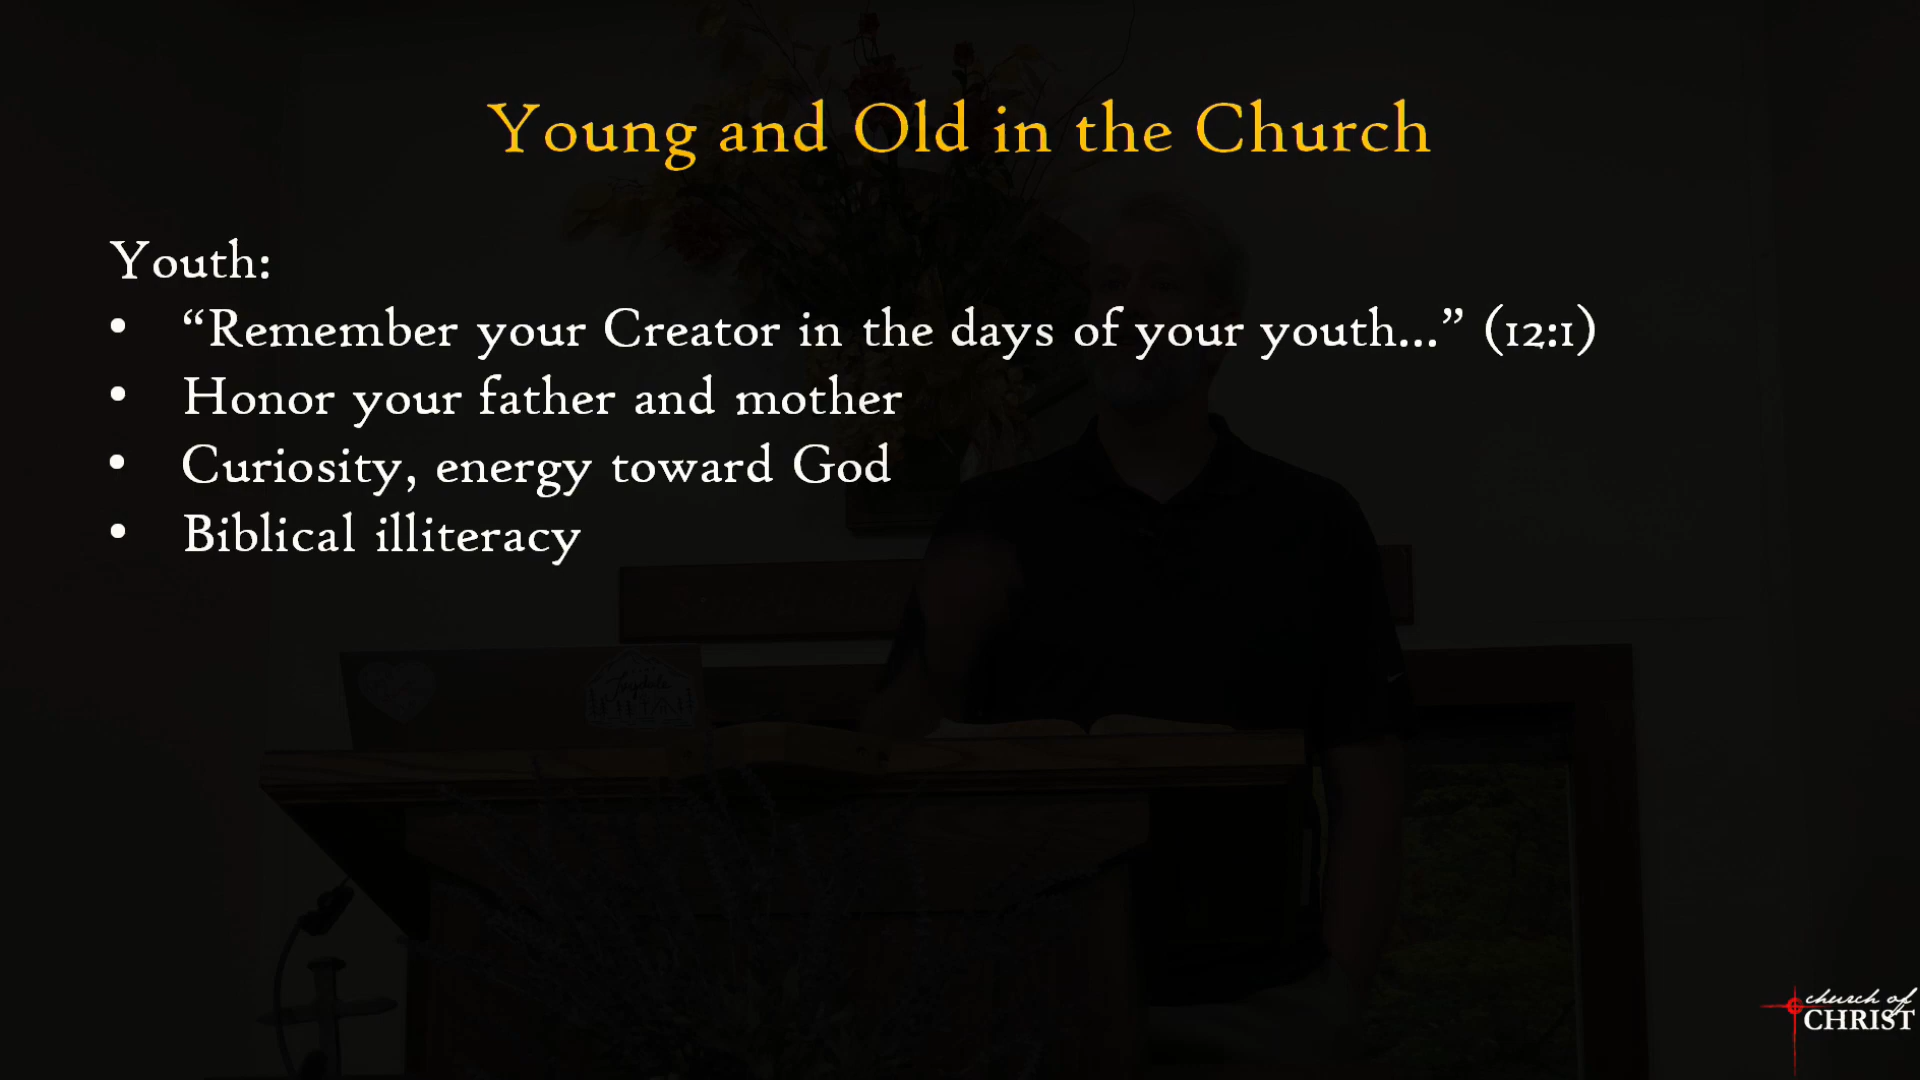 Young and Old in the Church
Youth:
• “Remember your Creator in the days of your youth...” (12:1)
• Honor your father and mother
• Curiosity, energy toward God
• Biblical illiteracy
church of
CHRIST